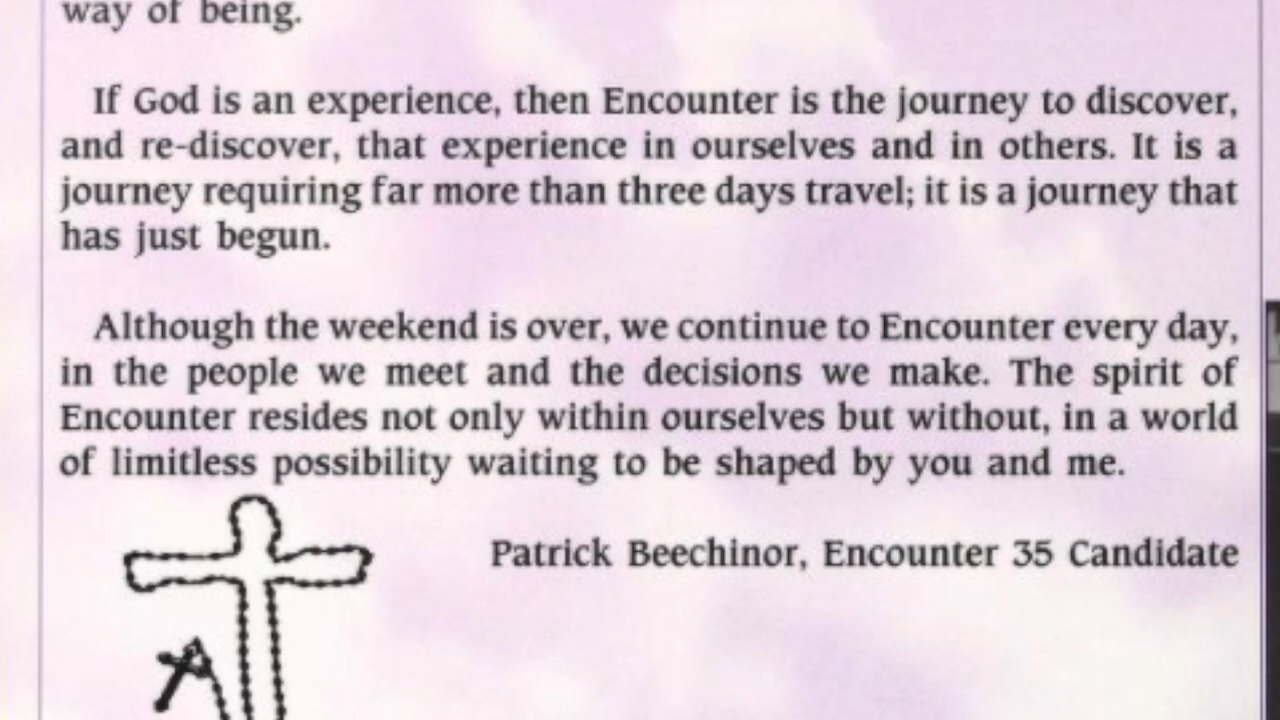 way of being.
If God is an experience, then Encounter is the journey to discover,
and re-discover, that experience in ourselves and in others. It is a
journey requiring far more than three days travel; it is a journey that
has just begun.
Although the weekend is over, we continue to Encounter every day,
in the people we meet and the decisions we make. The spirit of
Encounter resides not only within ourselves but without, in a world
of limitless possibility waiting to be shaped by you and me.
Patrick Beechinor, Encounter 35 Candidate